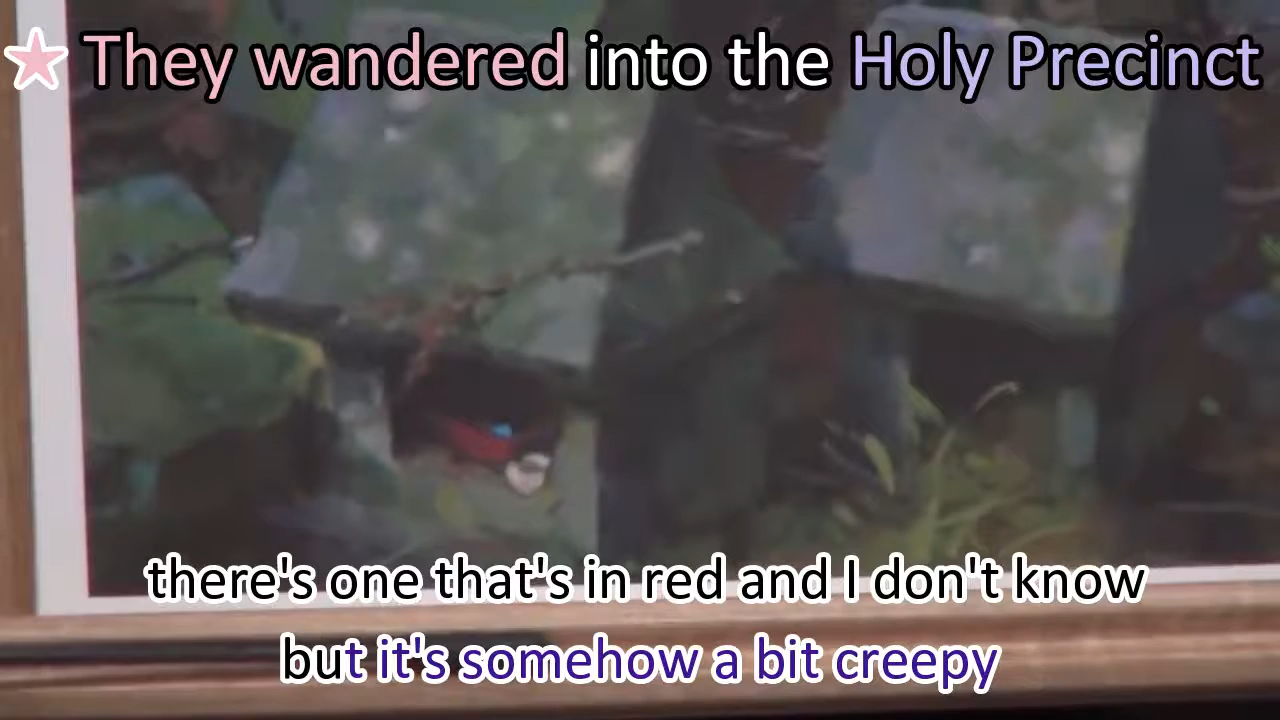 They wandered into the Holy Precinct
there's one that's in red and I don't know
but it's somehow a bit creepy